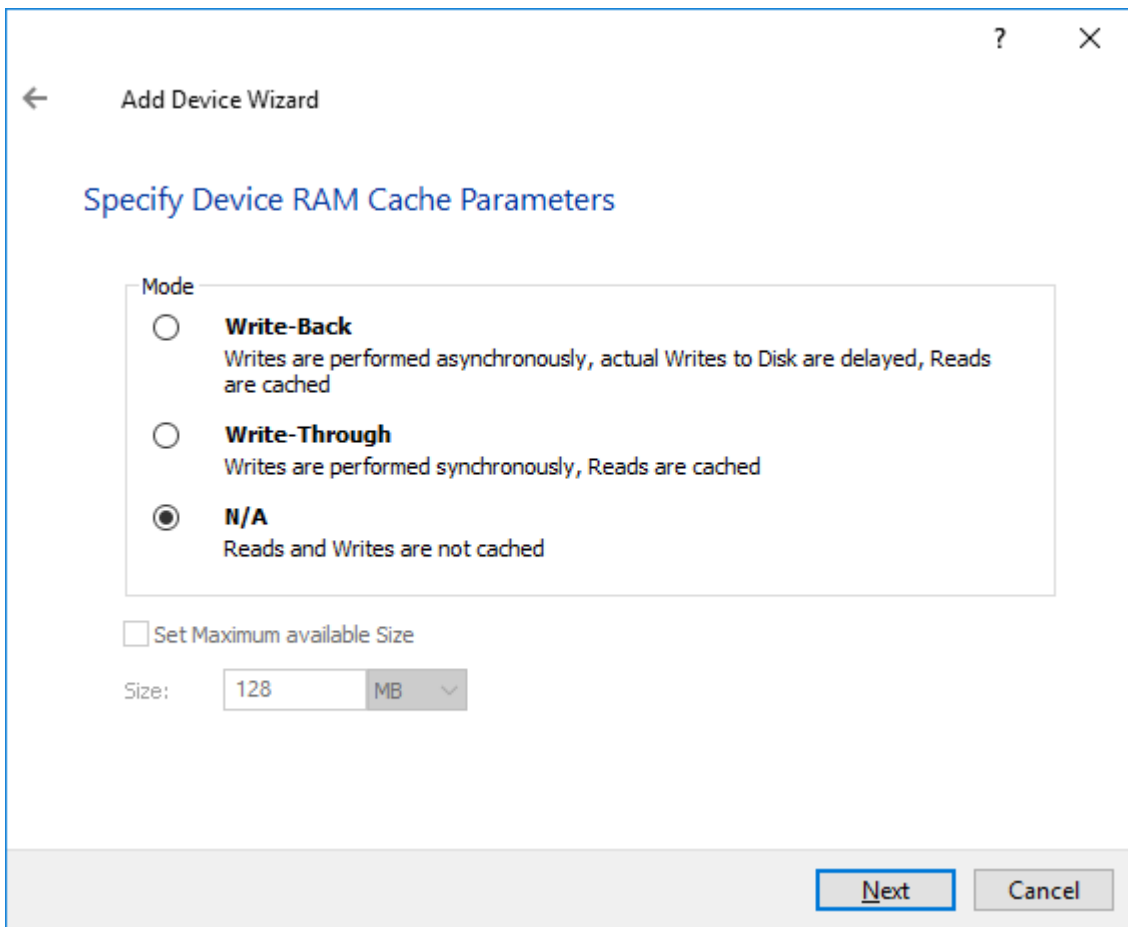 ?
Add Device Wizard
Specify Device RAM Cache Parameters
Mode
Write-Back
Writes are performed asynchronously, actual Writes to Disk are delayed, Reads
are cached
Write-Through
Writes are performed synchronously, Reads are cached
N/A
Reads and Writes are not cached
Set Maximum available Size
Size: 128 MB
Next Cancel